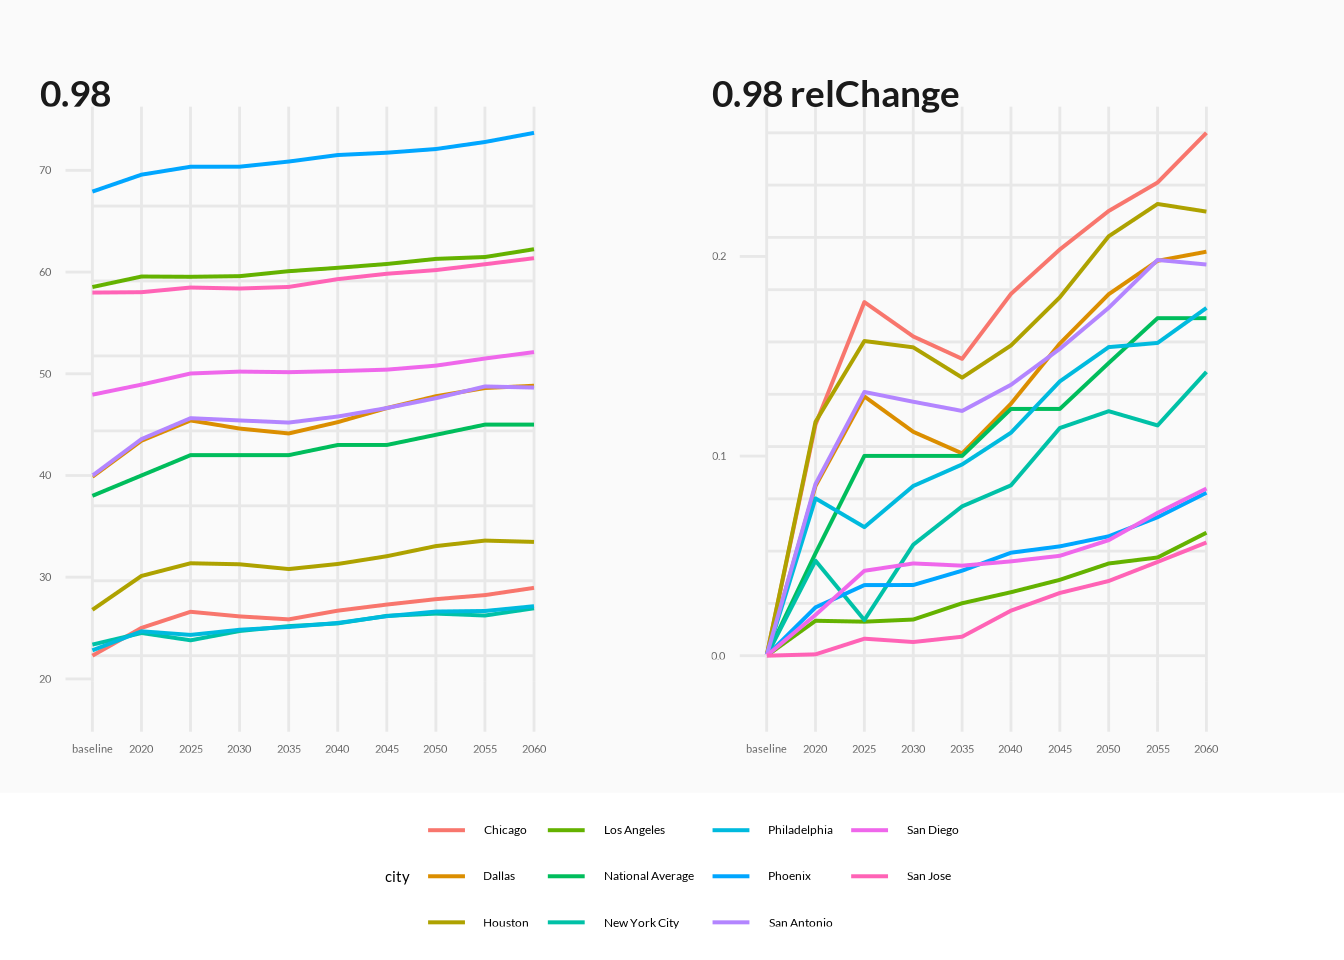 0.98
0.98 relChange
70
60
50
40
30
20
baseline 2020 2025 2030 2035 2040 2045 2050 2055 2060
0.2
0.1
0.0
baseline 2020 2025 2030 2035 2040 2045 2050 2055 2060
city
Chicago
Los Angeles
Philadelphia
San Diego
Dallas
National Average
Phoenix
San Jose
Houston
New York City
San Antonio